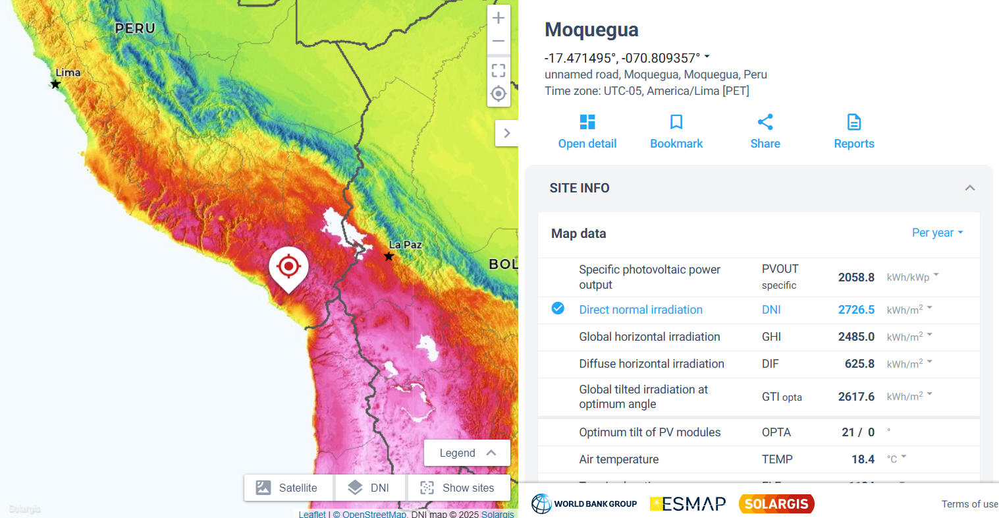 PERU
Lima
La Paz
BOL
Legend
Satellite
DNI
Show sites
Solargis
Leaflet | © OpenStreetMap, DNI map © 2025 Solargis
Moquegua
-17.471495°, -070.809357°
unnamed road, Moquegua, Moquegua, Peru
Time zone: UTC-05, America/Lima [PET]
Open detail Bookmark Share Reports
SITE INFO
Map data Per year
Specific photovoltaic power output PVOUT specific 2058.8 kWh/kWp
Direct normal irradiation DNI 2726.5 kWh/m²
Global horizontal irradiation GHI 2485.0 kWh/m²
Diffuse horizontal irradiation DIF 625.8 kWh/m²
Global tilted irradiation at optimum angle GTI opta 2617.6 kWh/m²
Optimum tilt of PV modules OPTA 21 / 0 °
Air temperature TEMP 18.4 °C
WORLD BANK GROUP ESMAP SOLARGIS Terms of use